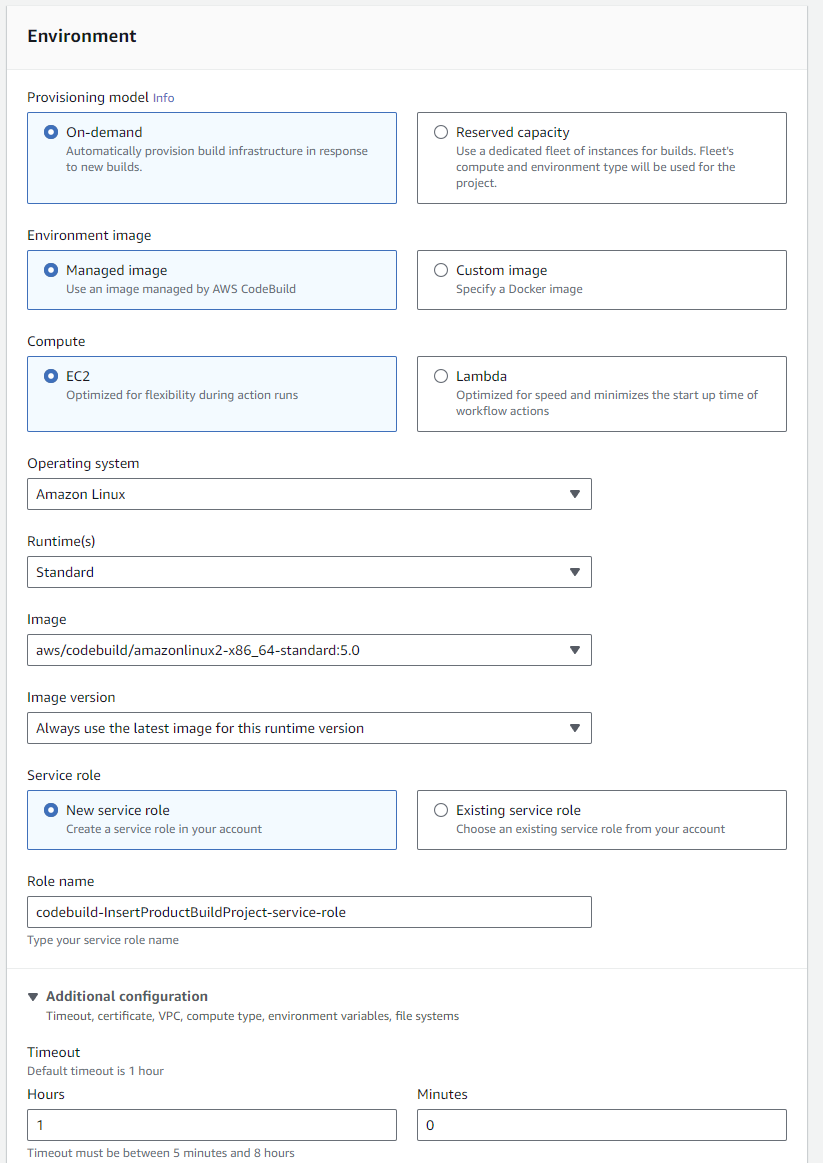 Environment
Provisioning model Info
On-demand
Automatically provision build infrastructure in response
to new builds.
Reserved capacity
Use a dedicated fleet of instances for builds. Fleet's
compute and environment type will be used for the
project.
Environment image
Managed image
Use an image managed by AWS CodeBuild
Custom image
Specify a Docker image
Compute
EC2
Optimized for flexibility during action runs
Lambda
Optimized for speed and minimizes the start up time of
workflow actions
Operating system
Amazon Linux
Runtime(s)
Standard
Image
aws/codebuild/amazonlinux2-x86_64-standard:5.0
Image version
Always use the latest image for this runtime version
Service role
New service role
Create a service role in your account
Existing service role
Choose an existing service role from your account
Role name
codebuild-InsertProductBuildProject-service-role
Type your service role name
Additional configuration
Timeout, certificate, VPC, compute type, environment variables, file systems
Timeout
Default timeout is 1 hour
Hours
1
Minutes
0
Timeout must be between 5 minutes and 8 hours